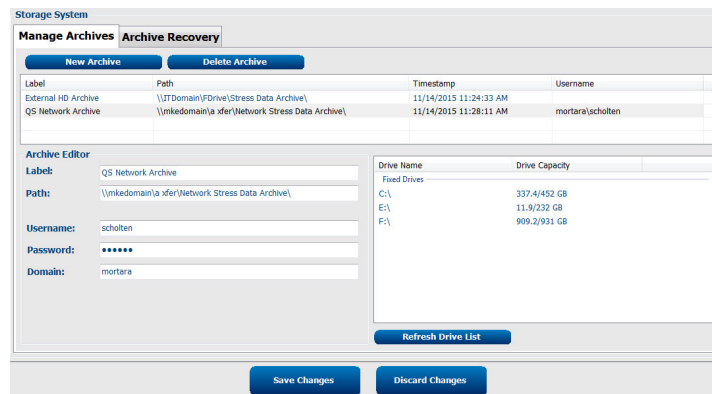 Storage System
Manage Archives Archive Recovery
New Archive Delete Archive
Label Path Timestamp Username
External HD Archive \\ITDomain\FDrive\Stress Data Archive\ 11/14/2015 11:24:33 AM
QS Network Archive \\mkedomain\a xfer\Network Stress Data Archive\ 11/14/2015 11:28:11 AM mortara\scholten
Archive Editor
Label: QS Network Archive
Path: \\mkedomain\a xfer\Network Stress Data Archive\
Username: scholten
Password: ••••••
Domain: mortara
Drive Name Drive Capacity
Fixed Drives
C:\ 337.4/452 GB
E:\ 11.9/232 GB
F:\ 909.2/931 GB
Refresh Drive List
Save Changes Discard Changes